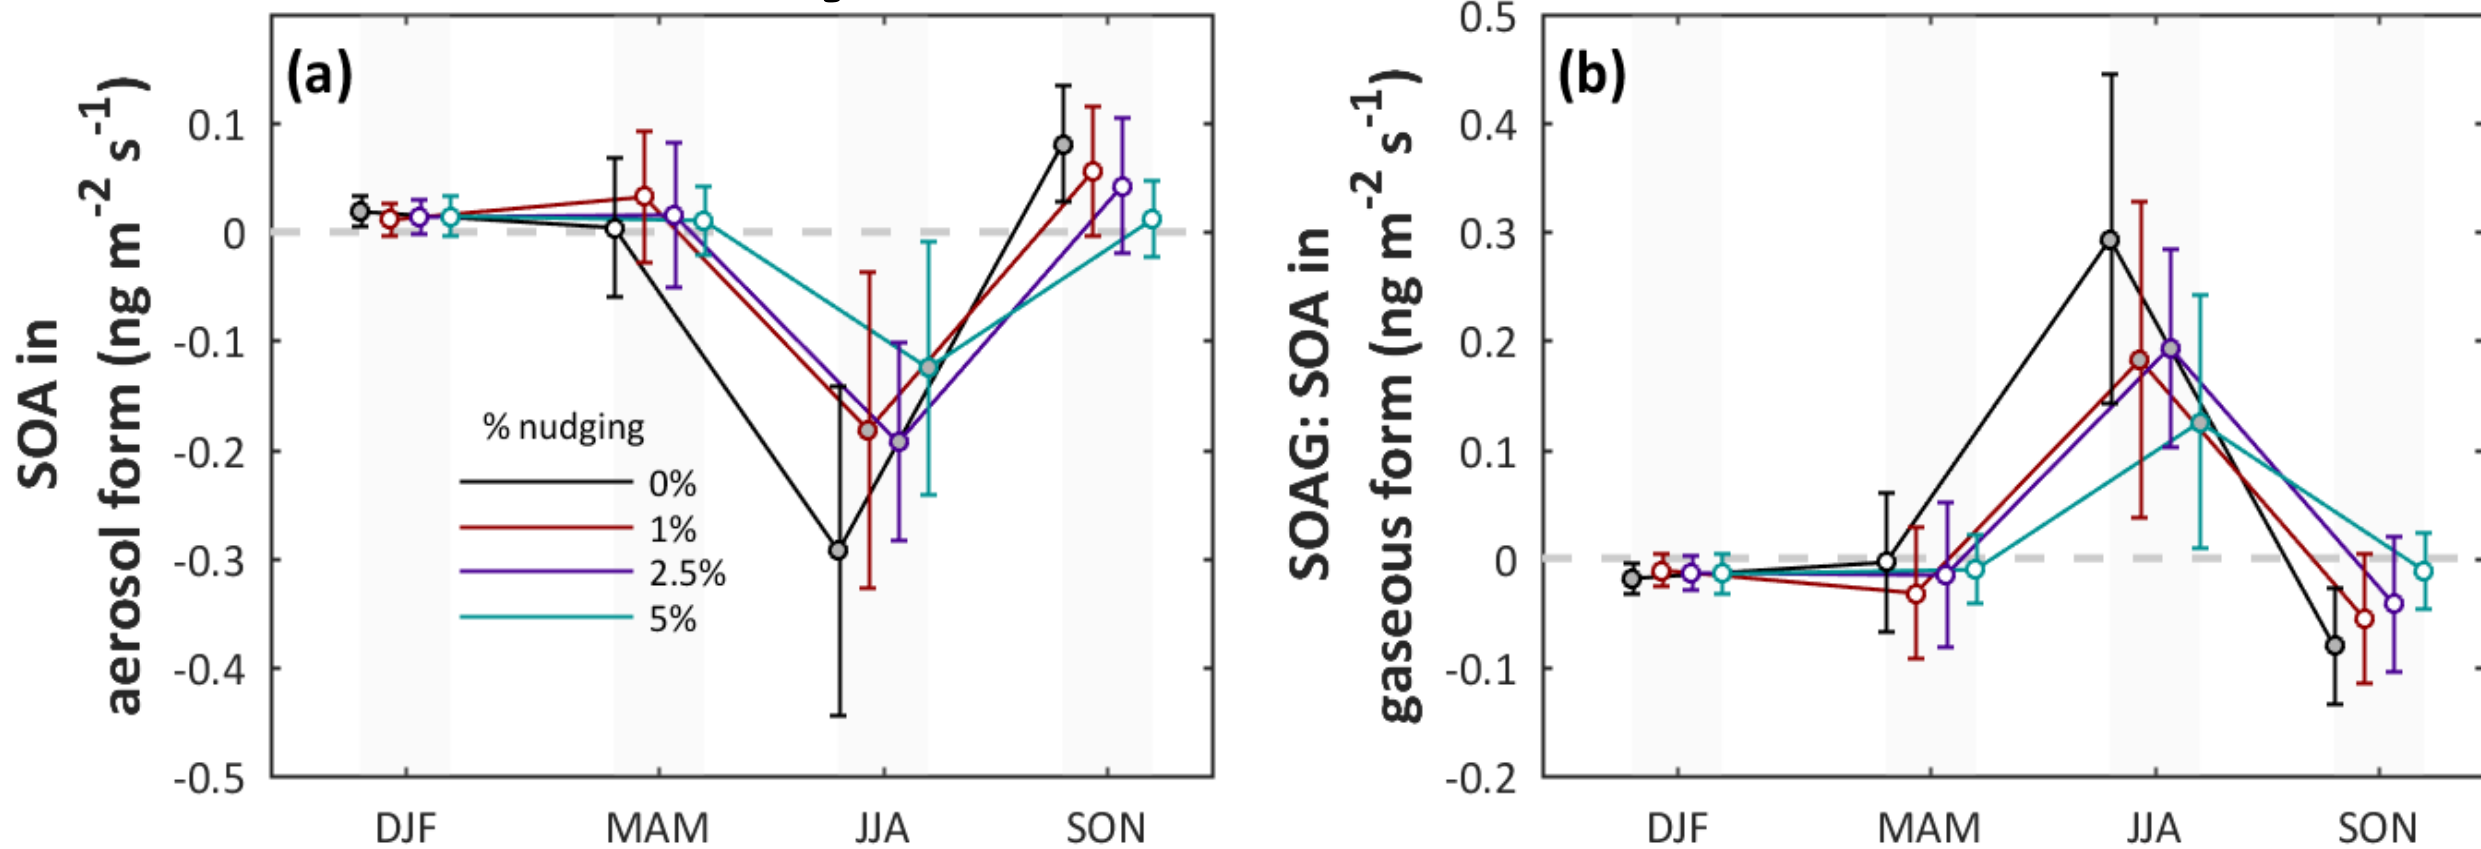 (a)
SOA in
aerosol form (ng m-2 s-1)
0.1
0
-0.1
-0.2
-0.3
-0.4
-0.5
% nudging
0%
1%
2.5%
5%
DJF MAM JJA SON
(b)
SOAG: SOA in
gaseous form (ng m-2 s-1)
0.5
0.4
0.3
0.2
0.1
0
-0.1
-0.2
DJF MAM JJA SON